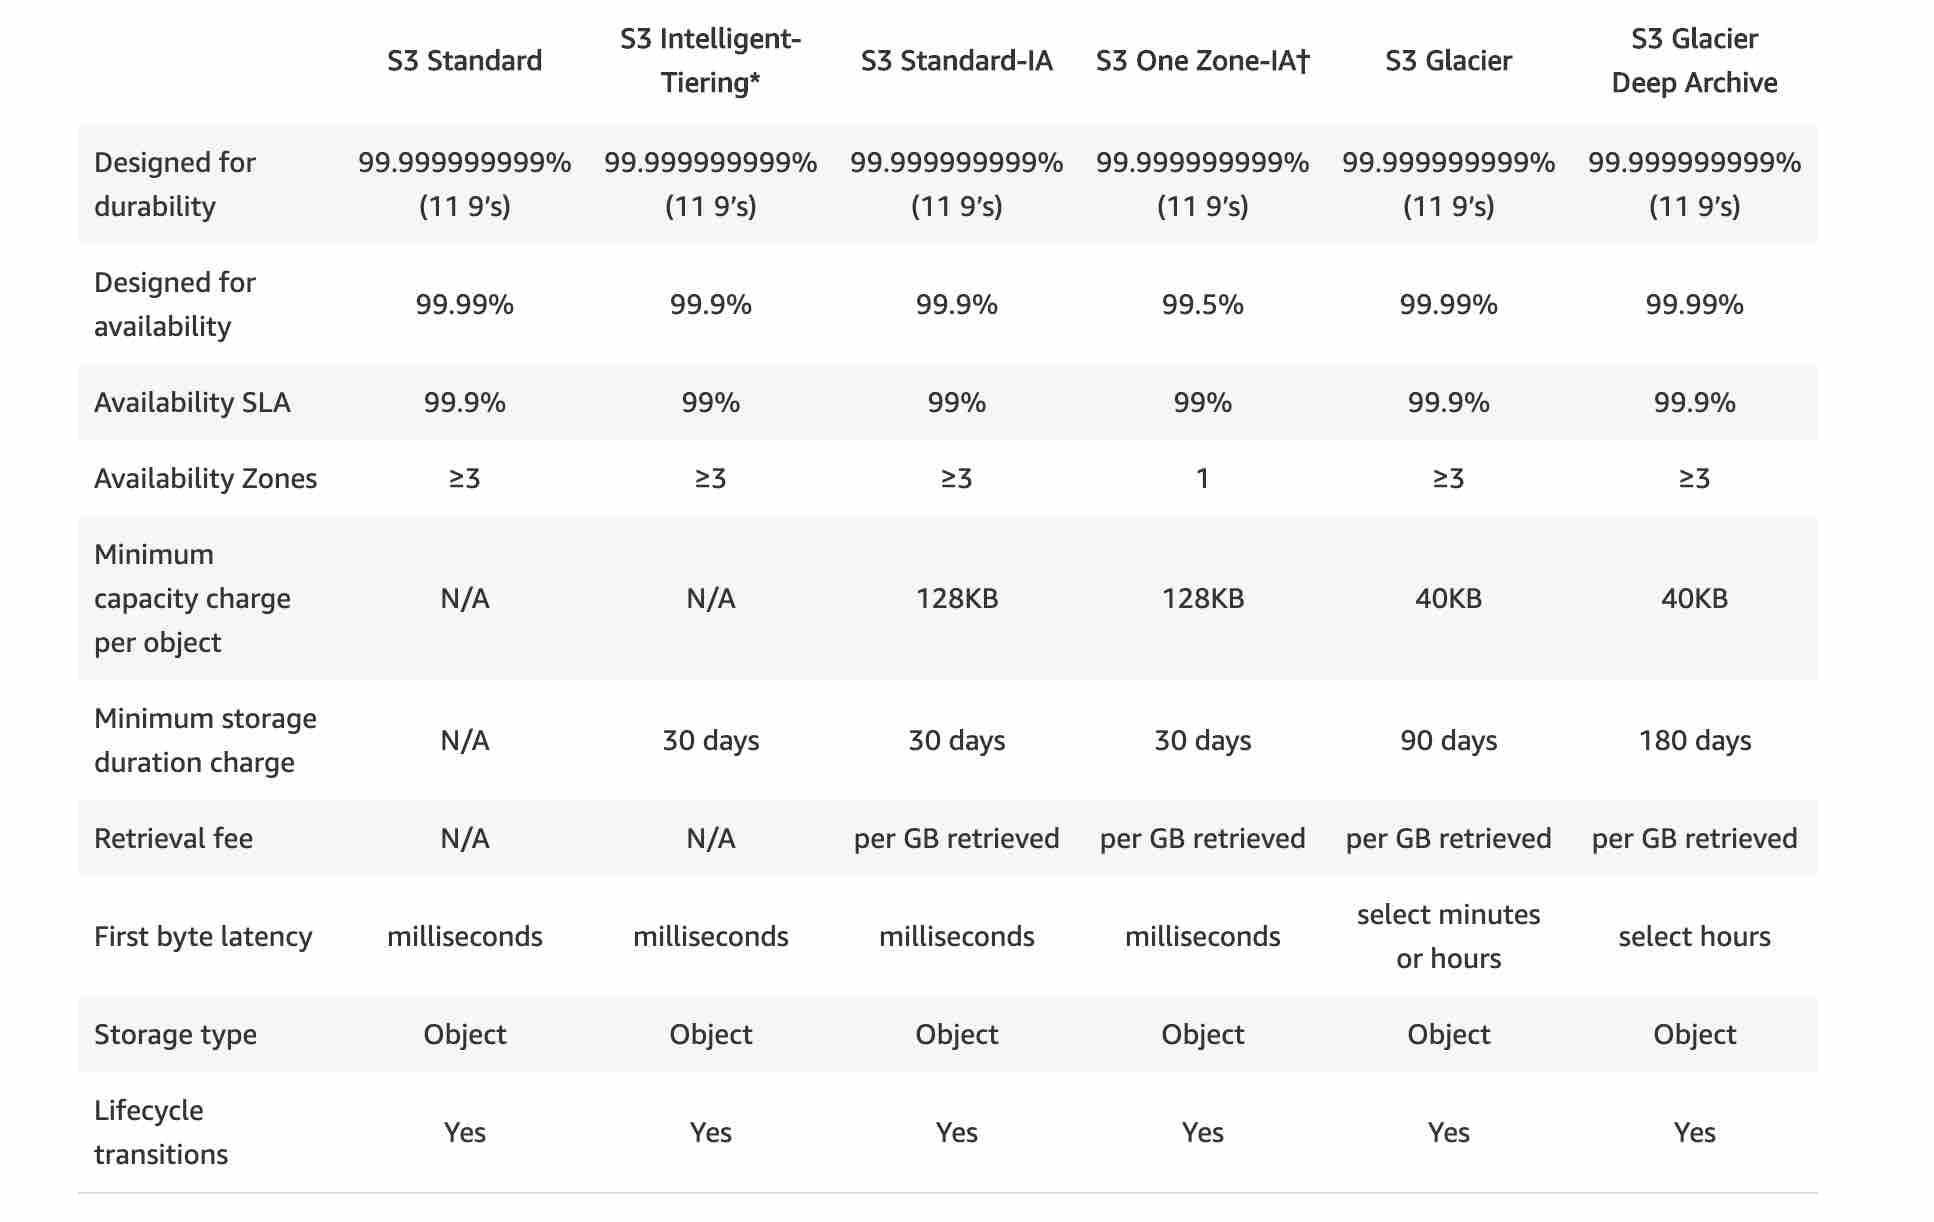 S3 Standard S3 Intelligent- S3 Standard-IA S3 One Zone-IA† S3 Glacier S3 Glacier
Tiering* Deep Archive
Designed for 99.999999999% 99.999999999% 99.999999999% 99.999999999% 99.999999999% 99.999999999%
durability (11 9’s) (11 9’s) (11 9’s) (11 9’s) (11 9’s) (11 9’s)
Designed for
availability 99.99% 99.9% 99.9% 99.5% 99.99% 99.99%
Availability SLA 99.9% 99% 99% 99% 99.9% 99.9%
Availability Zones ≥3 ≥3 ≥3 1 ≥3 ≥3
Minimum
capacity charge N/A N/A 128KB 128KB 40KB 40KB
per object
Minimum storage
duration charge N/A 30 days 30 days 30 days 90 days 180 days
Retrieval fee N/A N/A per GB retrieved per GB retrieved per GB retrieved per GB retrieved
First byte latency milliseconds milliseconds milliseconds milliseconds select minutes select hours
or hours
Storage type Object Object Object Object Object Object
Lifecycle
transitions Yes Yes Yes Yes Yes Yes